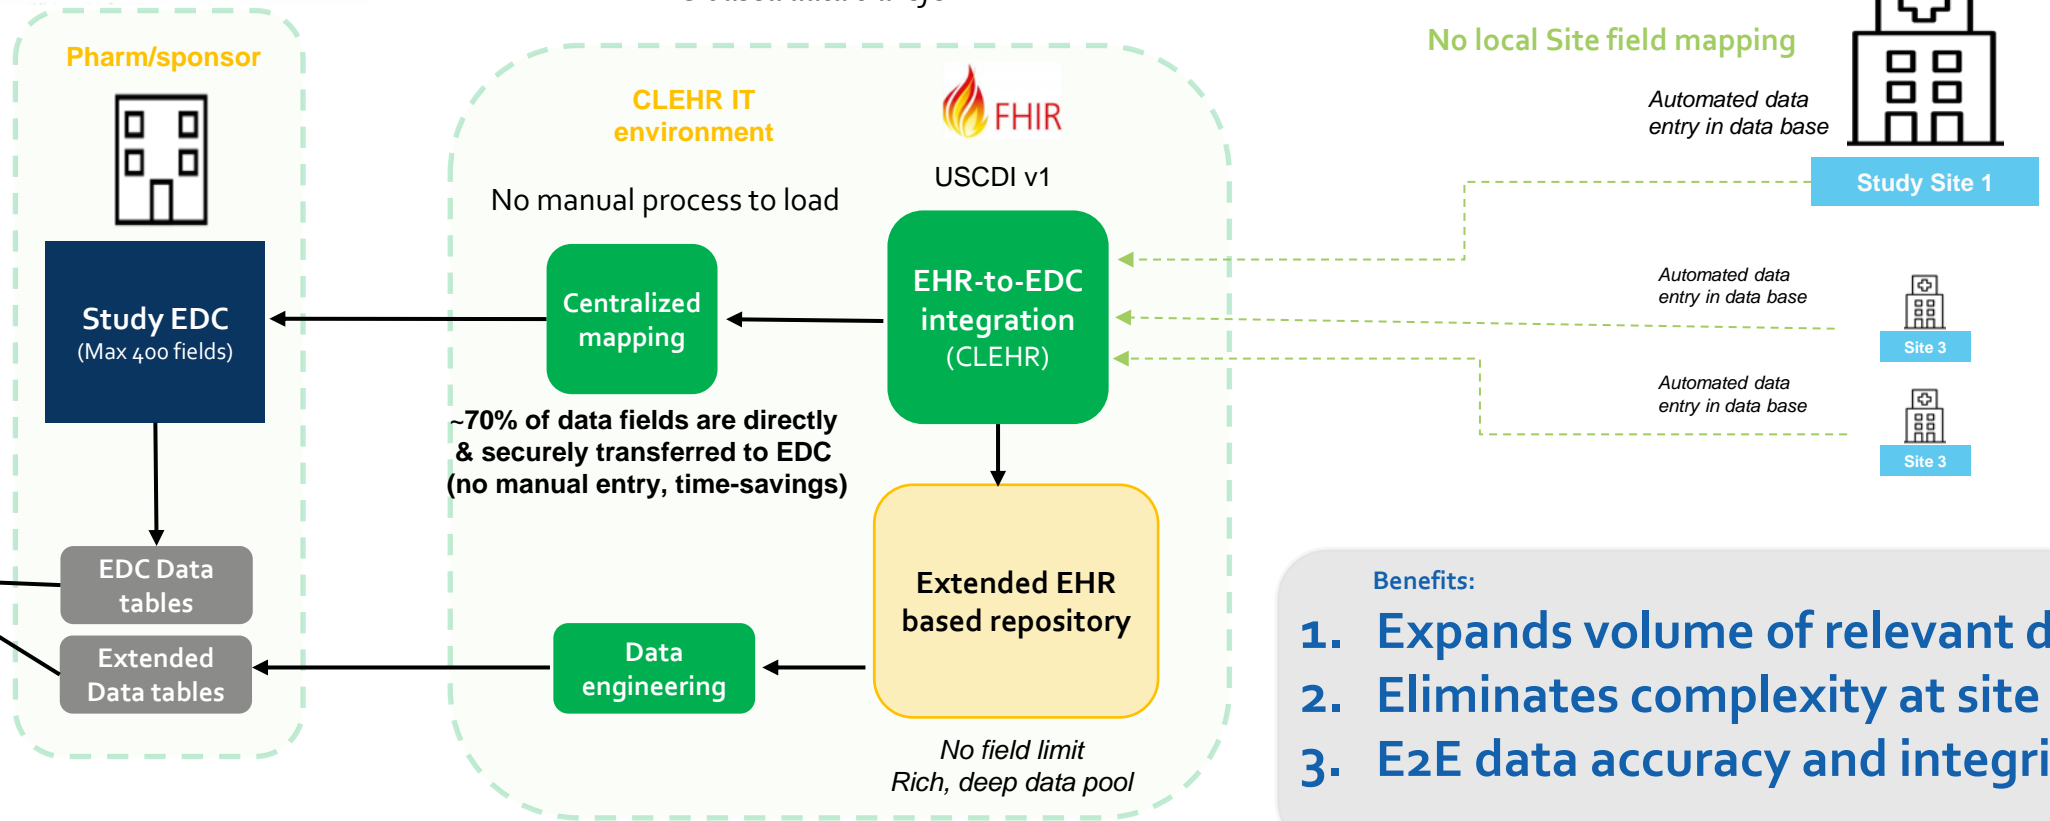 Pharm/sponsor
Study EDC
(Max 400 fields)
EDC Data
tables
Extended
Data tables
CLEHR IT
environment
FHIR
USCDI v1
No manual process to load
Centralized
mapping
EHR-to-EDC
integration
(CLEHR)
~70% of data fields are directly
& securely transferred to EDC
(no manual entry, time-savings)
Data
engineering
Extended EHR
based repository
No field limit
Rich, deep data pool
No local Site field mapping
Automated data
entry in data base
Study Site 1
Automated data
entry in data base
Site 3
Automated data
entry in data base
Site 3
Benefits:
1. Expands volume of relevant d
2. Eliminates complexity at site
3. E2E data accuracy and integri